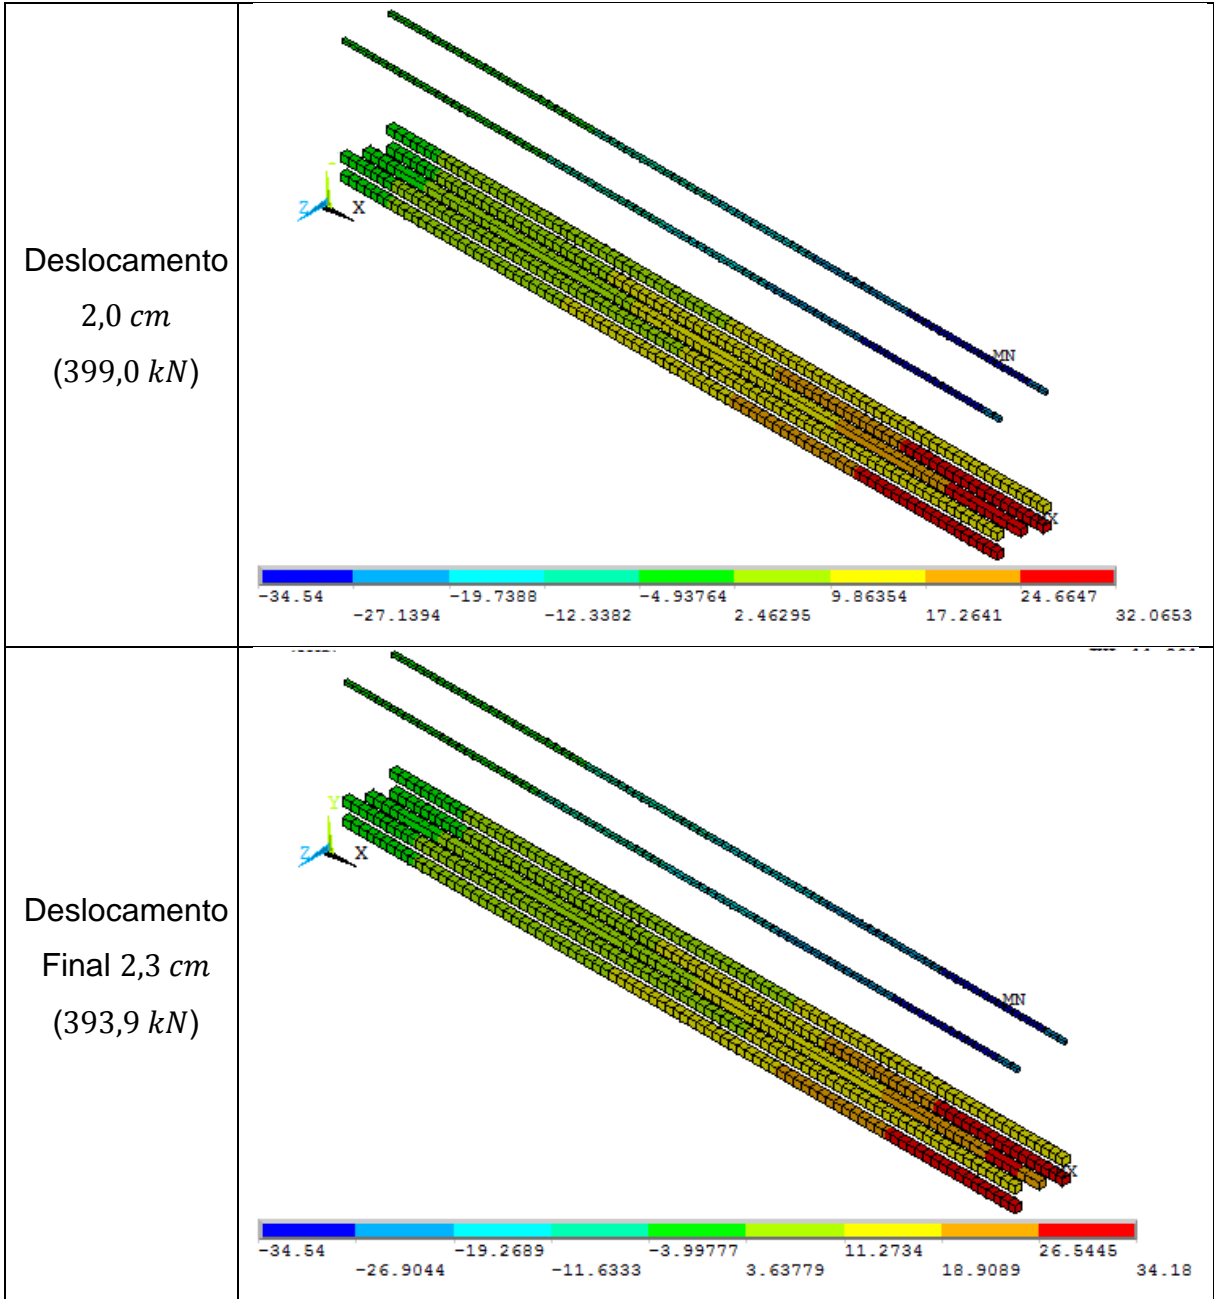 Deslocamento
2,0 cm
(399,0 kN)
Z
X
MN
X
-34.54 -19.7388 -4.93764 9.86354 24.6647
-27.1394 -12.3382 2.46295 17.2641 32.0653
Deslocamento
Final 2,3 cm
(393,9 kN)
Y
Z
X
MN
X
-34.54 -19.2689 -3.99777 11.2734 26.5445
-26.9044 -11.6333 3.63779 18.9089 34.18